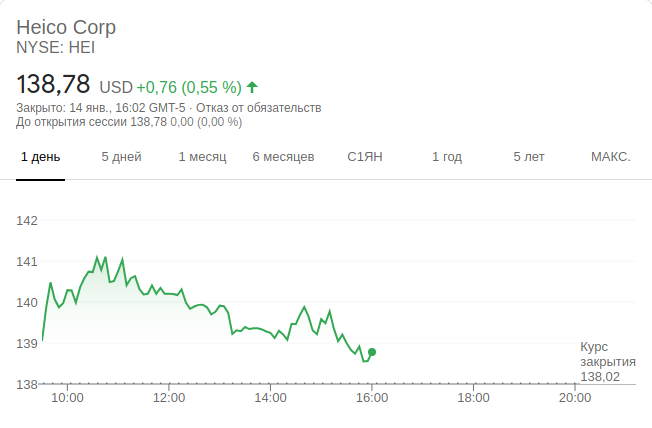 Heico Corp
NYSE: HEI
138,78 USD +0,76 (0,55 %)
Закрыто: 14 янв., 16:02 GMT-5 · Отказ от обязательств
До открытия сессии 138,78 0,00 (0,00 %)
1 день 5 дней 1 месяц 6 месяцев С1ЯН 1 год 5 лет МАКС.
142
141
140
139
138
Курс
закрытия
138,02
10:00 12:00 14:00 16:00 18:00 20:00